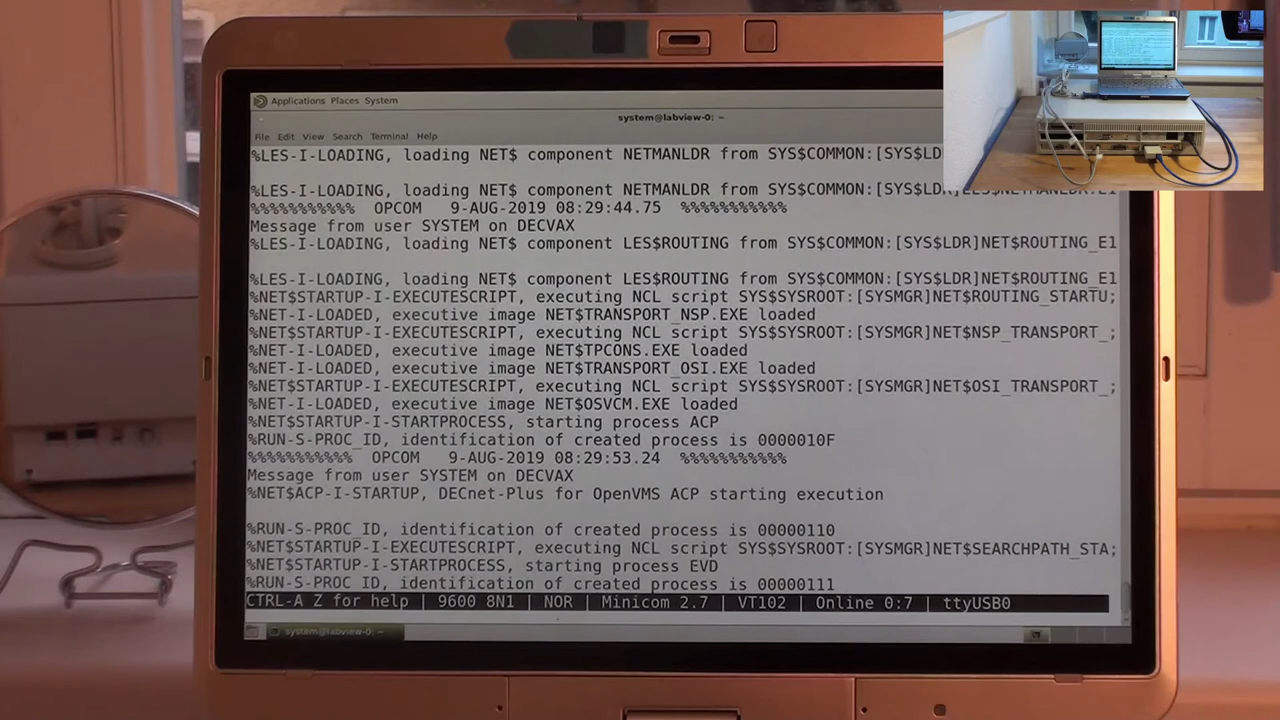 Applications Places System
system@labview-0: ~
File Edit View Search Terminal Help
%LES-I-LOADING, loading NET$ component NETMANLDR from SYS$COMMON:[SYS$LD
%LES-I-LOADING, loading NET$ component NETMANLDR from SYS$COMMON:[SYS$LDR]LES$NETMANLDR.E1
%%%%%%%%%%% OPCOM 9-AUG-2019 08:29:44.75 %%%%%%%%%%%
Message from user SYSTEM on DECVAX
%LES-I-LOADING, loading NET$ component LES$ROUTING from SYS$COMMON:[SYS$LDR]NET$ROUTING_E1
%LES-I-LOADING, loading NET$ component LES$ROUTING from SYS$COMMON:[SYS$LDR]NET$ROUTING_E1
%NET$STARTUP-I-EXECUTESCRIPT, executing NCL script SYS$SYSROOT:[SYSMGR]NET$ROUTING_STARTU;
%NET-I-LOADED, executive image NET$TRANSPORT_NSP.EXE loaded
%NET$STARTUP-I-EXECUTESCRIPT, executing NCL script SYS$SYSROOT:[SYSMGR]NET$NSP_TRANSPORT_;
%NET-I-LOADED, executive image NET$TPCONS.EXE loaded
%NET-I-LOADED, executive image NET$TRANSPORT_OSI.EXE loaded
%NET$STARTUP-I-EXECUTESCRIPT, executing NCL script SYS$SYSROOT:[SYSMGR]NET$OSI_TRANSPORT_;
%NET-I-LOADED, executive image NET$OSVCM.EXE loaded
%NET$STARTUP-I-STARTPROCESS, starting process ACP
%RUN-S-PROC_ID, identification of created process is 0000010F
%%%%%%%%%%% OPCOM 9-AUG-2019 08:29:53.24 %%%%%%%%%%%
Message from user SYSTEM on DECVAX
%NET$ACP-I-STARTUP, DECnet-Plus for OpenVMS ACP starting execution
%RUN-S-PROC_ID, identification of created process is 00000110
%NET$STARTUP-I-EXECUTESCRIPT, executing NCL script SYS$SYSROOT:[SYSMGR]NET$SEARCHPATH_STA;
%NET$STARTUP-I-STARTPROCESS, starting process EVD
%RUN-S-PROC_ID, identification of created process is 00000111
CTRL-A Z for help | 9600 8N1 | NOR | Minicom 2.7 | VT102 | Online 0:7 | ttyUSB0
system@labview-0: ~